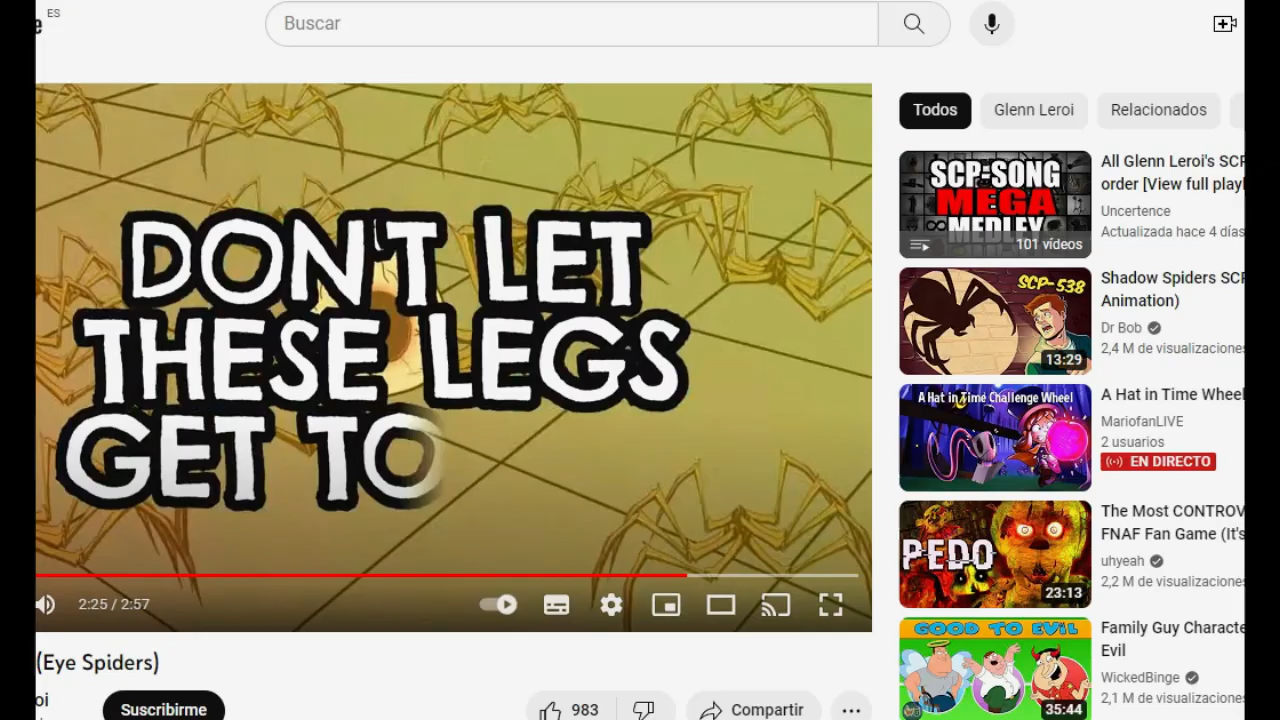 ES
Buscar
DON'T LET
THESE LEGS
GET TO
2:25 / 2:57
(Eye Spiders)
oi
Suscribirme
983
Compartir
Todos
Glenn Leroi
Relacionados
SCP-SONG
MEGA
MEDLEY
101 vídeos
All Glenn Leroi's SCP
order [View full playl
Uncertence
Actualizada hace 4 días
SCP-538
13:29
Shadow Spiders SCP
Animation)
Dr Bob
2,4 M de visualizaciones
A Hat in Time Challenge Wheel
A Hat in Time Wheel
MariofanLIVE
2 usuarios
EN DIRECTO
PEDO
23:13
The Most CONTROV
FNAF Fan Game (It's
uhyeah
2,2 M de visualizaciones
GOOD TO EVIL
35:44
Family Guy Characte
Evil
WickedBinge
2,1 M de visualizaciones